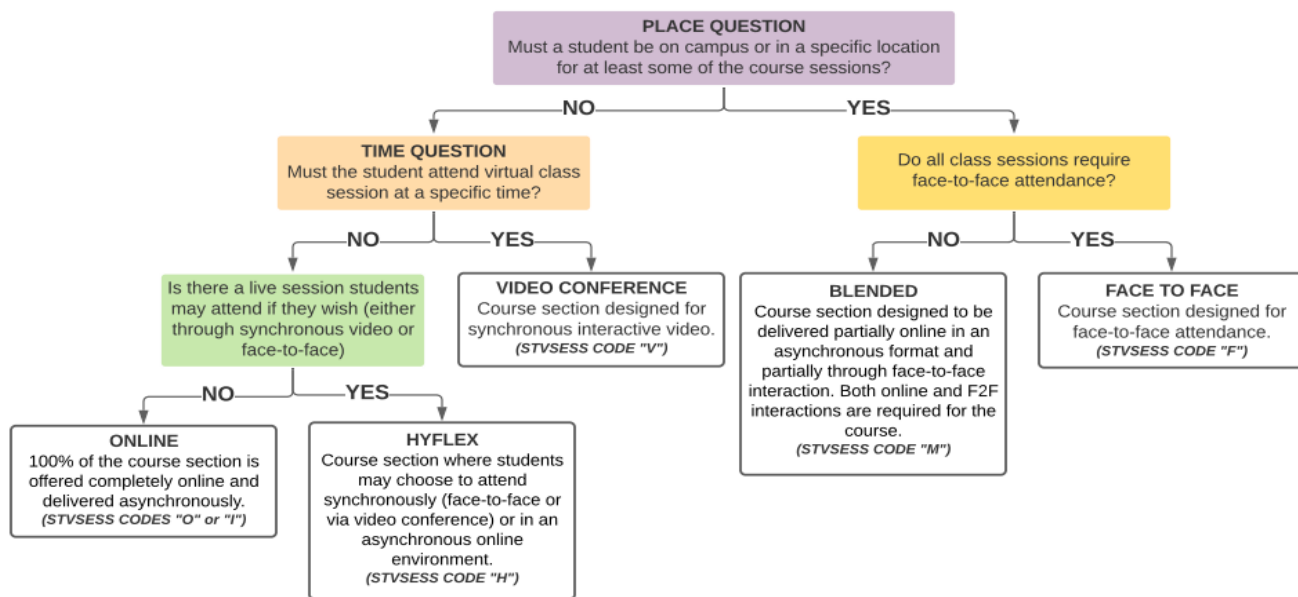 PLACE QUESTION
Must a student be on campus or in a specific location
for at least some of the course sessions?
NO
YES
TIME QUESTION
Must the student attend virtual class
session at a specific time?
Do all class sessions require
face-to-face attendance?
NO
YES
NO
YES
Is there a live session students
may attend if they wish (either
through synchronous video or
face-to-face)
VIDEO CONFERENCE
Course section designed for
synchronous interactive video.
(STVSESS CODE "V")
BLENDED
Course section designed to be
delivered partially online in an
asynchronous format and
partially through face-to-face
interaction. Both online and F2F
interactions are required for the
course.
(STVSESS CODE "M")
FACE TO FACE
Course section designed for
face-to-face attendance.
(STVSESS CODE "F")
NO
YES
ONLINE
100% of the course section is
offered completely online and
delivered asynchronously.
(STVSESS CODES "O" or "I")
HYFLEX
Course section where students
may choose to attend
synchronously (face-to-face or
via video conference) or in an
asynchronous online
environment.
(STVSESS CODE "H")